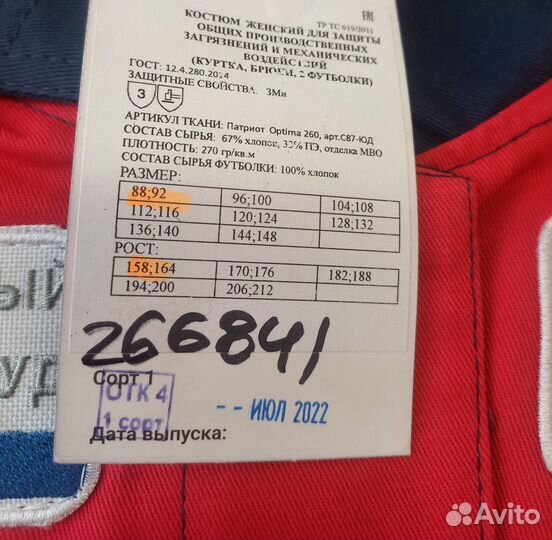 EAC
ТР ТС 019/2011
КОСТЮМ ЖЕНСКИЙ ДЛЯ ЗАЩИТЫ
ОБЩИХ ПРОИЗВОДСТВЕННЫХ
ЗАГРЯЗНЕНИЙ И МЕХАНИЧЕСКИХ
ВОЗДЕЙСТВИЙ
(КУРТКА, БРЮКИ, 2 ФУТБОЛКИ)
ГОСТ: 12.4.280.2014
ЗАЩИТНЫЕ СВОЙСТВА: ЗМи
3
АРТИКУЛ ТКАНИ: Патриот Optima 260, арт.С87-ЮД
СОСТАВ СЫРЬЯ: 67% хлопок, 33% ПЭ, отделка МВО
ПЛОТНОСТЬ: 270 гр/кв.м
СОСТАВ СЫРЬЯ ФУТБОЛКИ: 100% хлопок
РАЗМЕР:
88;92 96;100 104;108
112;116 120;124 128;132
136;140 144;148
РОСТ:
158;164 170;176 182;188
194;200 206;212
266841
Сорт 1
ОТК 4
1 сорт
-- ИЮЛ 2022
Дата выпуска:
ый
ур
Avito